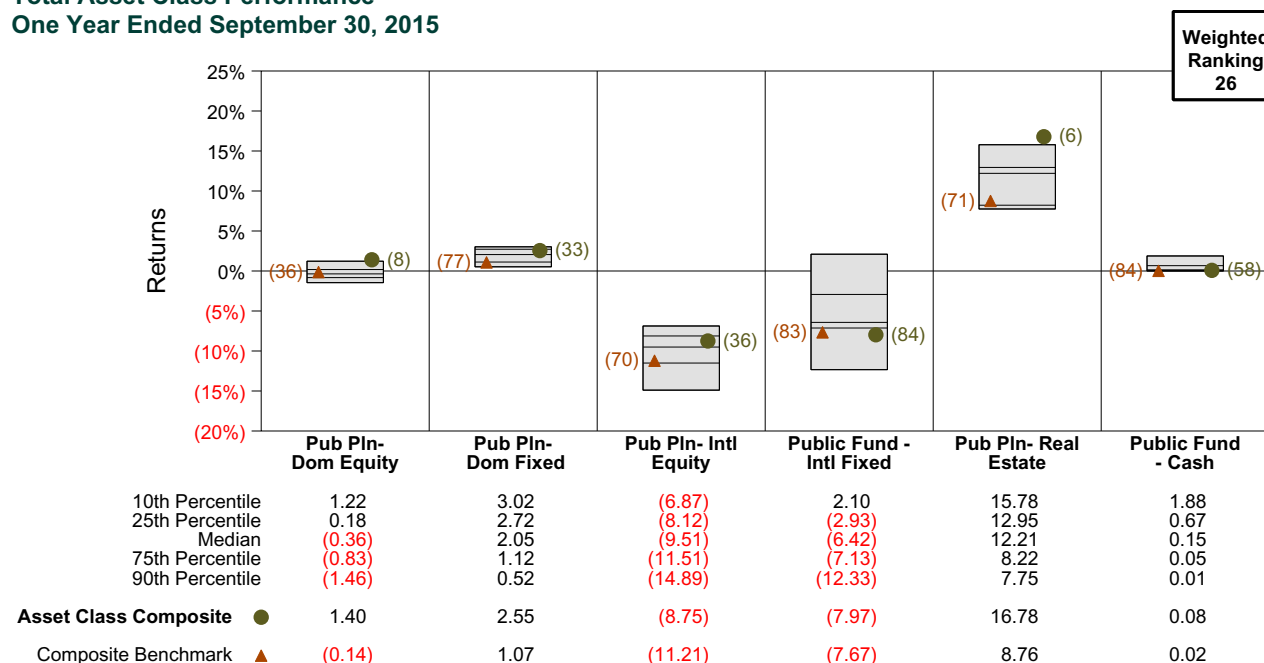 Total Asset Class Performance
One Year Ended September 30, 2015
Weighted
Ranking
26
Returns
25%
20%
15%
10%
5%
0%
(5%)
(10%)
(15%)
(20%)
(36)
(8)
(77)
(33)
(70)
(36)
(83)
(84)
(71)
(6)
(84)
(58)
Pub Pln-
Dom Equity
Pub Pln-
Dom Fixed
Pub Pln- Intl
Equity
Public Fund -
Intl Fixed
Pub Pln- Real
Estate
Public Fund
- Cash
10th Percentile 1.22 3.02 (6.87) 2.10 15.78 1.88
25th Percentile 0.18 2.72 (8.12) (2.93) 12.95 0.67
Median (0.36) 2.05 (9.51) (6.42) 12.21 0.15
75th Percentile (0.83) 1.12 (11.51) (7.13) 8.22 0.05
90th Percentile (1.46) 0.52 (14.89) (12.33) 7.75 0.01
Asset Class Composite 1.40 2.55 (8.75) (7.97) 16.78 0.08
Composite Benchmark (0.14) 1.07 (11.21) (7.67) 8.76 0.02